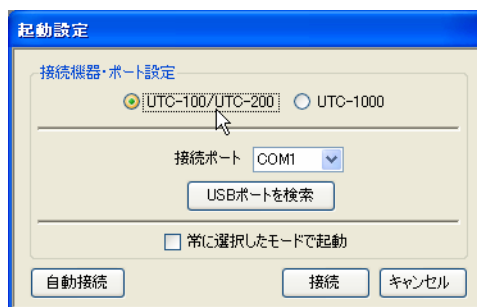 起動設定
接続機器・ポート設定
UTC-100/UTC-200 UTC-1000
接続ポート COM1
USBポートを検索
常に選択したモードで起動
自動接続 接続 キャンセル